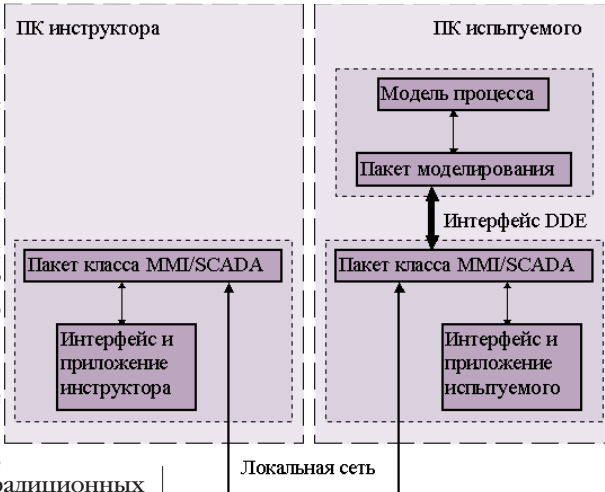 ПК инструктора
ПК испытуемого
Модель процесса
Пакет моделирования
Интерфейс DDE
Пакет класса MMI/SCADA
Пакет класса MMI/SCADA
Интерфейс и
приложение
инструктора
Интерфейс и
приложение
испытуемого
Локальная сеть